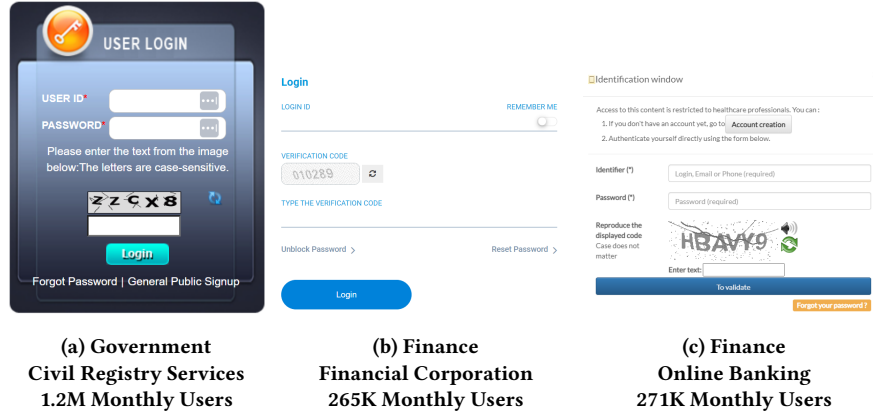 USER LOGIN
USER ID*
PASSWORD*
Please enter the text from the image
below:The letters are case-sensitive.
zzcx8
Login
Forgot Password | General Public Signup
Login
LOGIN ID
REMEMBER ME
VERIFICATION CODE
010289
TYPE THE VERIFICATION CODE
Unblock Password >
Reset Password >
Login
Identification window
Access to this content is restricted to healthcare professionals. You can :
1. If you don't have an account yet, go to Account creation
2. Authenticate yourself directly using the form below.
Identifier (*)
Login, Email or Phone (required)
Password (*)
Password (required)
Reproduce the
displayed code
Case does not
matter
HBAVY9
Enter text:
To validate
Forgot your password ?
(a) Government
Civil Registry Services
1.2M Monthly Users
(b) Finance
Financial Corporation
265K Monthly Users
(c) Finance
Online Banking
271K Monthly Users